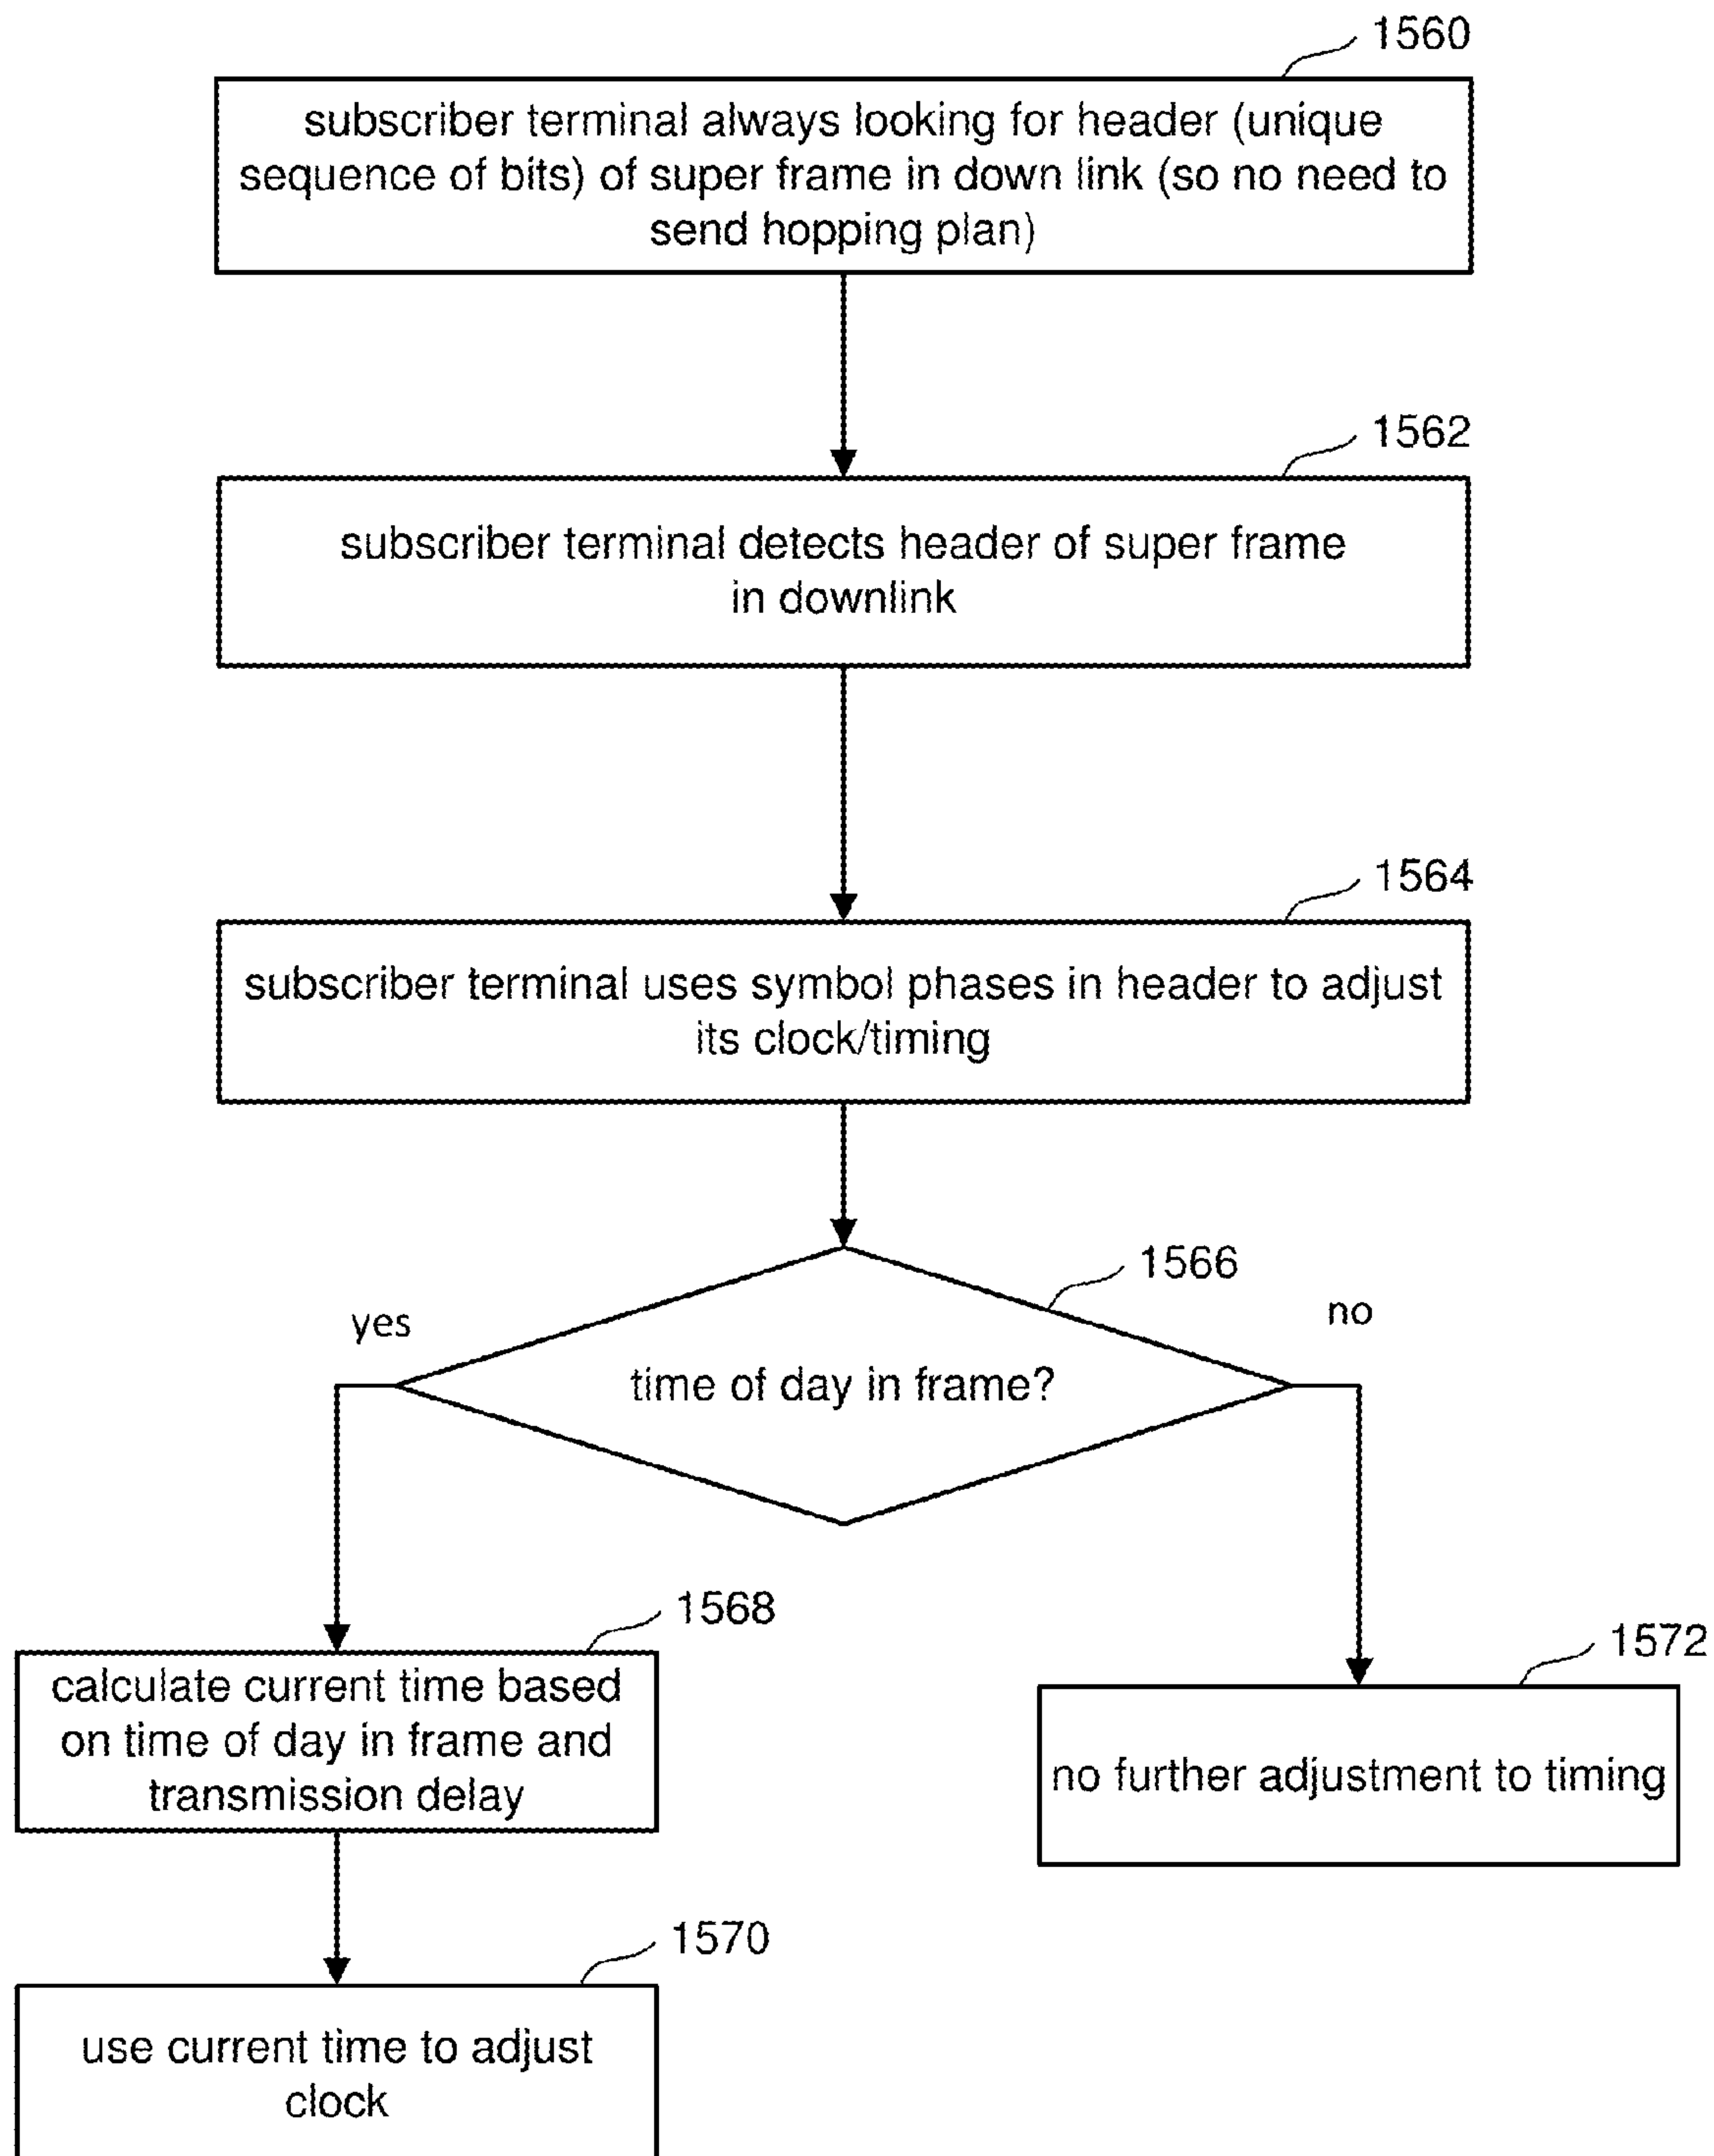 1560
subscriber terminal always looking for header (unique
sequence of bits) of super frame in down link (so no need to
send hopping plan)
1562
subscriber terminal detects header of super frame
in downlink
1564
subscriber terminal uses symbol phases in header to adjust
its clock/timing
1566
yes
no
time of day in frame?
1568
calculate current time based
on time of day in frame and
transmission delay
1572
no further adjustment to timing
1570
use current time to adjust
clock